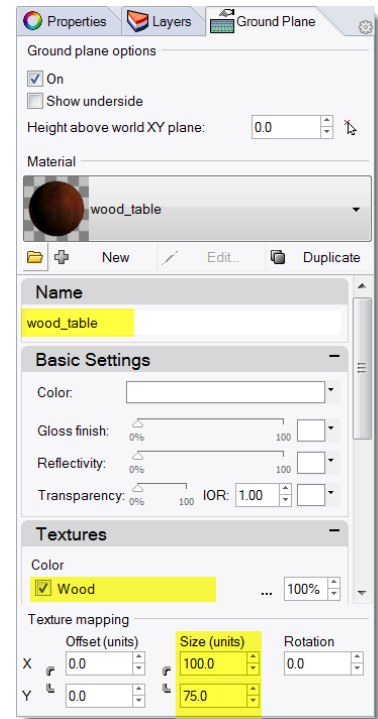 Properties Layers Ground Plane
Ground plane options
On
Show underside
Height above world XY plane: 0.0
Material
wood_table
New Edit... Duplicate
Name
wood_table
Basic Settings
Color:
Gloss finish: 0% 100
Reflectivity: 0% 100
Transparency: 0% 100 IOR: 1.00
Textures
Color
Wood ... 100%
Texture mapping
Offset (units) Size (units) Rotation
X 0.0 100.0 0.0
Y 0.0 75.0